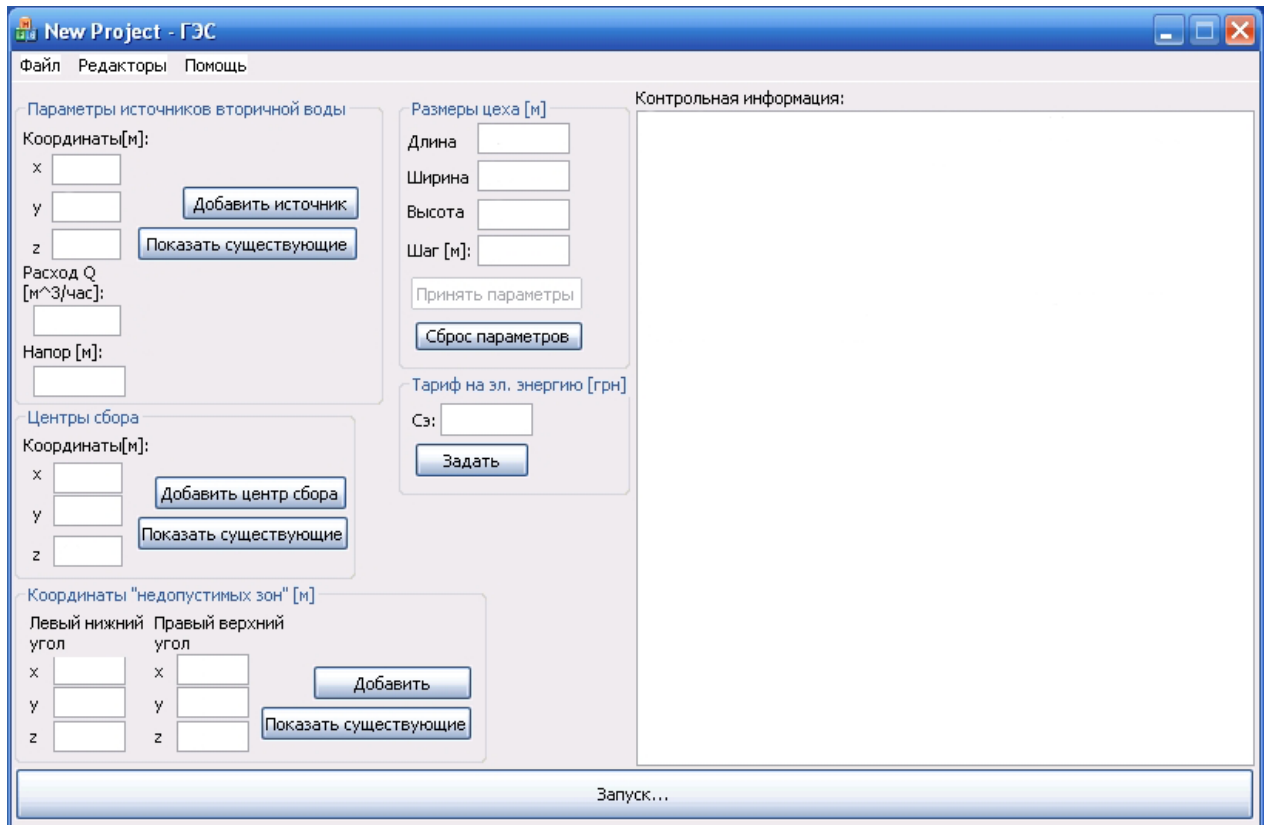 New Project - ГЭС
Файл Редакторы Помощь
Параметры источников вторичной воды
Координаты[м]:
x
y
z
Добавить источник
Показать существующие
Расход Q
[м^3/час]:
Напор [м]:
Центры сбора
Координаты[м]:
x
y
z
Добавить центр сбора
Показать существующие
Координаты "недопустимых зон" [м]
Левый нижний
угол
x
y
z
Правый верхний
угол
x
y
z
Добавить
Показать существующие
Размеры цеха [м]
Длина
Ширина
Высота
Шаг [м]:
Принять параметры
Сброс параметров
Тариф на эл. энергию [грн]
Сэ:
Задать
Контрольная информация:
Запуск...